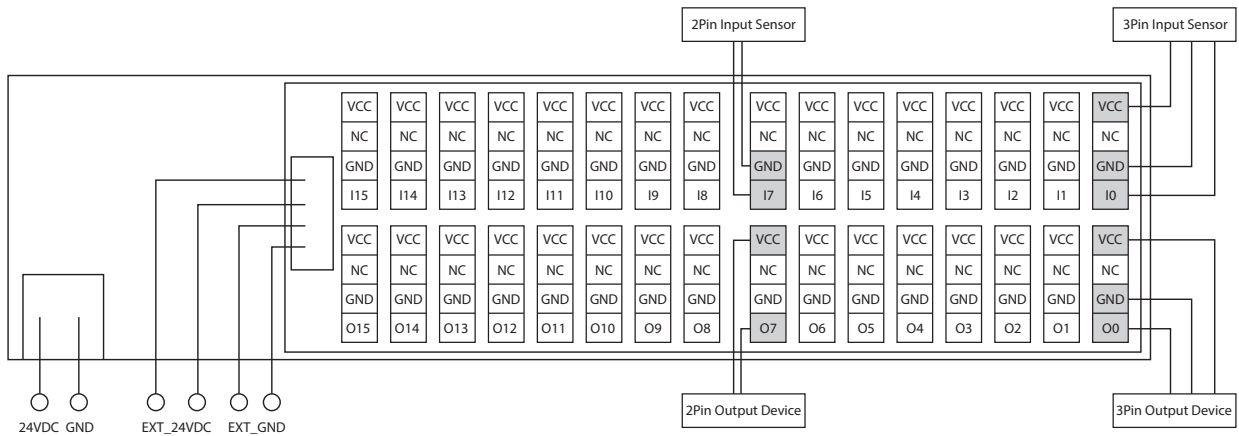 2Pin Input Sensor 3Pin Input Sensor
VCC VCC VCC VCC VCC VCC VCC VCC VCC VCC VCC VCC VCC VCC VCC VCC
NC NC NC NC NC NC NC NC NC NC NC NC NC NC NC NC
GND GND GND GND GND GND GND GND GND GND GND GND GND GND GND GND
I15 I14 I13 I12 I11 I10 I9 I8 I7 I6 I5 I4 I3 I2 I1 I0
VCC VCC VCC VCC VCC VCC VCC VCC VCC VCC VCC VCC VCC VCC VCC VCC
NC NC NC NC NC NC NC NC NC NC NC NC NC NC NC NC
GND GND GND GND GND GND GND GND GND GND GND GND GND GND GND GND
O15 O14 O13 O12 O11 O10 O9 O8 O7 O6 O5 O4 O3 O2 O1 O0
2Pin Output Device 3Pin Output Device
24VDC GND EXT_24VDC EXT_GND